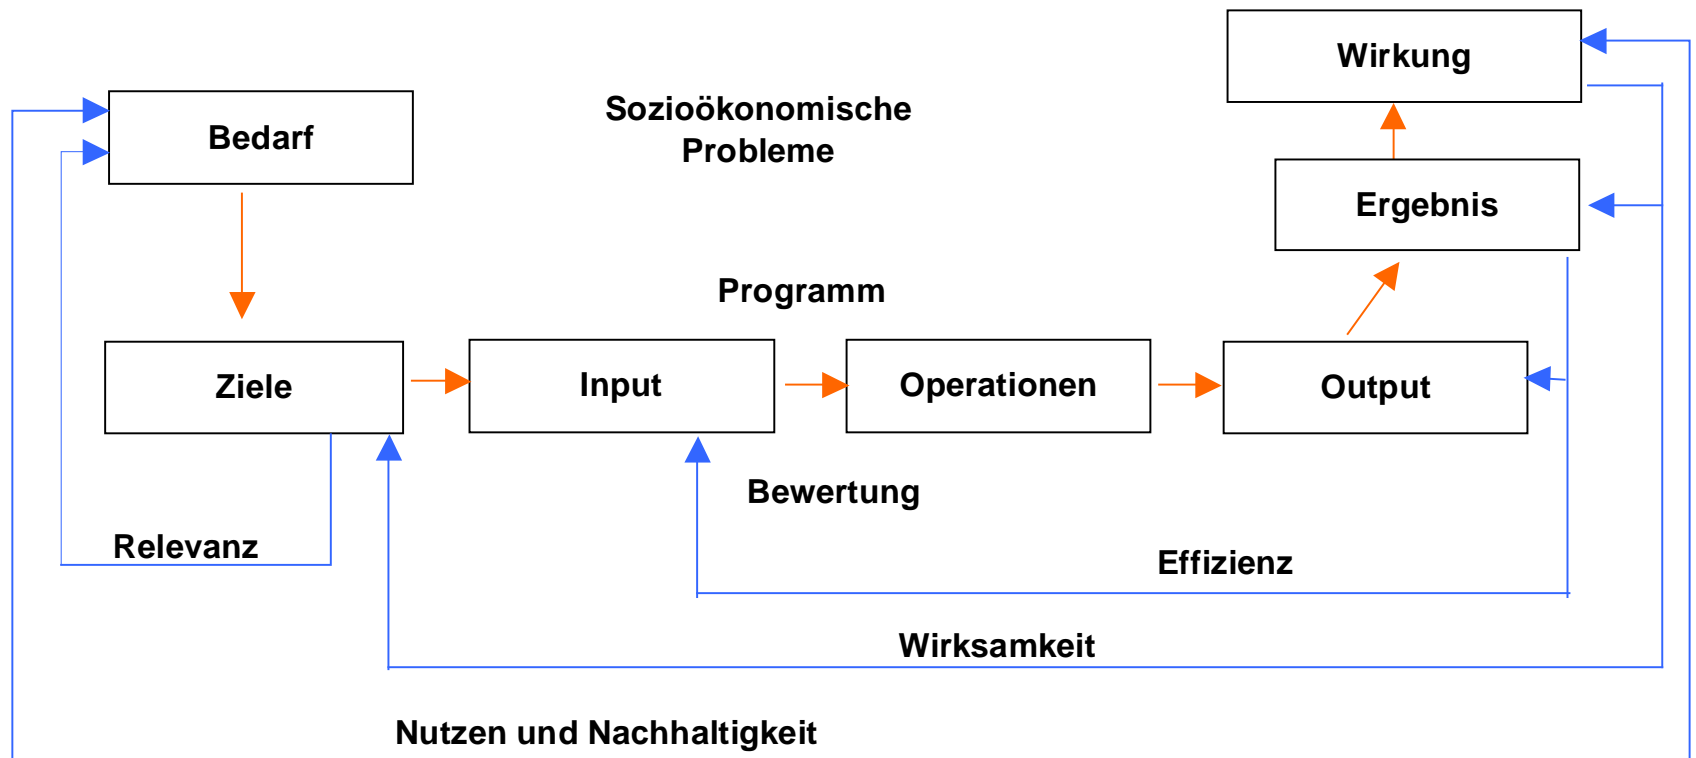 Wirkung
Sozioökonomische
Probleme
Bedarf
Ergebnis
Programm
Ziele
Input
Operationen
Output
Bewertung
Relevanz
Effizienz
Wirksamkeit
Nutzen und Nachhaltigkeit